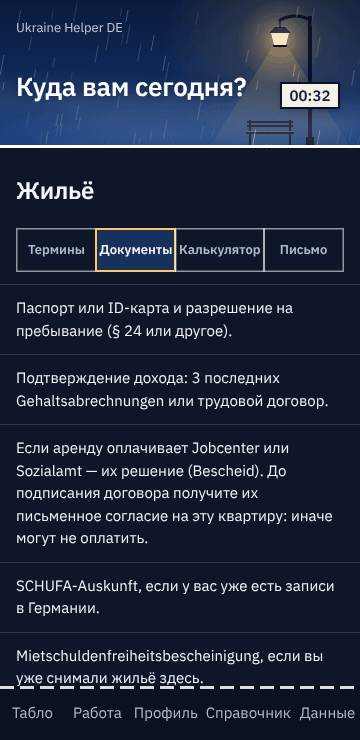 Ukraine Helper DE
Куда вам сегодня?
00:32
Жильё
Термины Документы Калькулятор Письмо
Паспорт или ID-карта и разрешение на
пребывание (§ 24 или другое).
Подтверждение дохода: 3 последних
Gehaltsabrechnungen или трудовой договор.
Если аренду оплачивает Jobcenter или
Sozialamt — их решение (Bescheid). До
подписания договора получите их
письменное согласие на эту квартиру: иначе
могут не оплатить.
SCHUFA-Auskunft, если у вас уже есть записи
в Германии.
Mietschuldenfreiheitsbescheinigung, если вы
уже снимали жильё здесь.
Табло Работа Профиль Справочник Данные